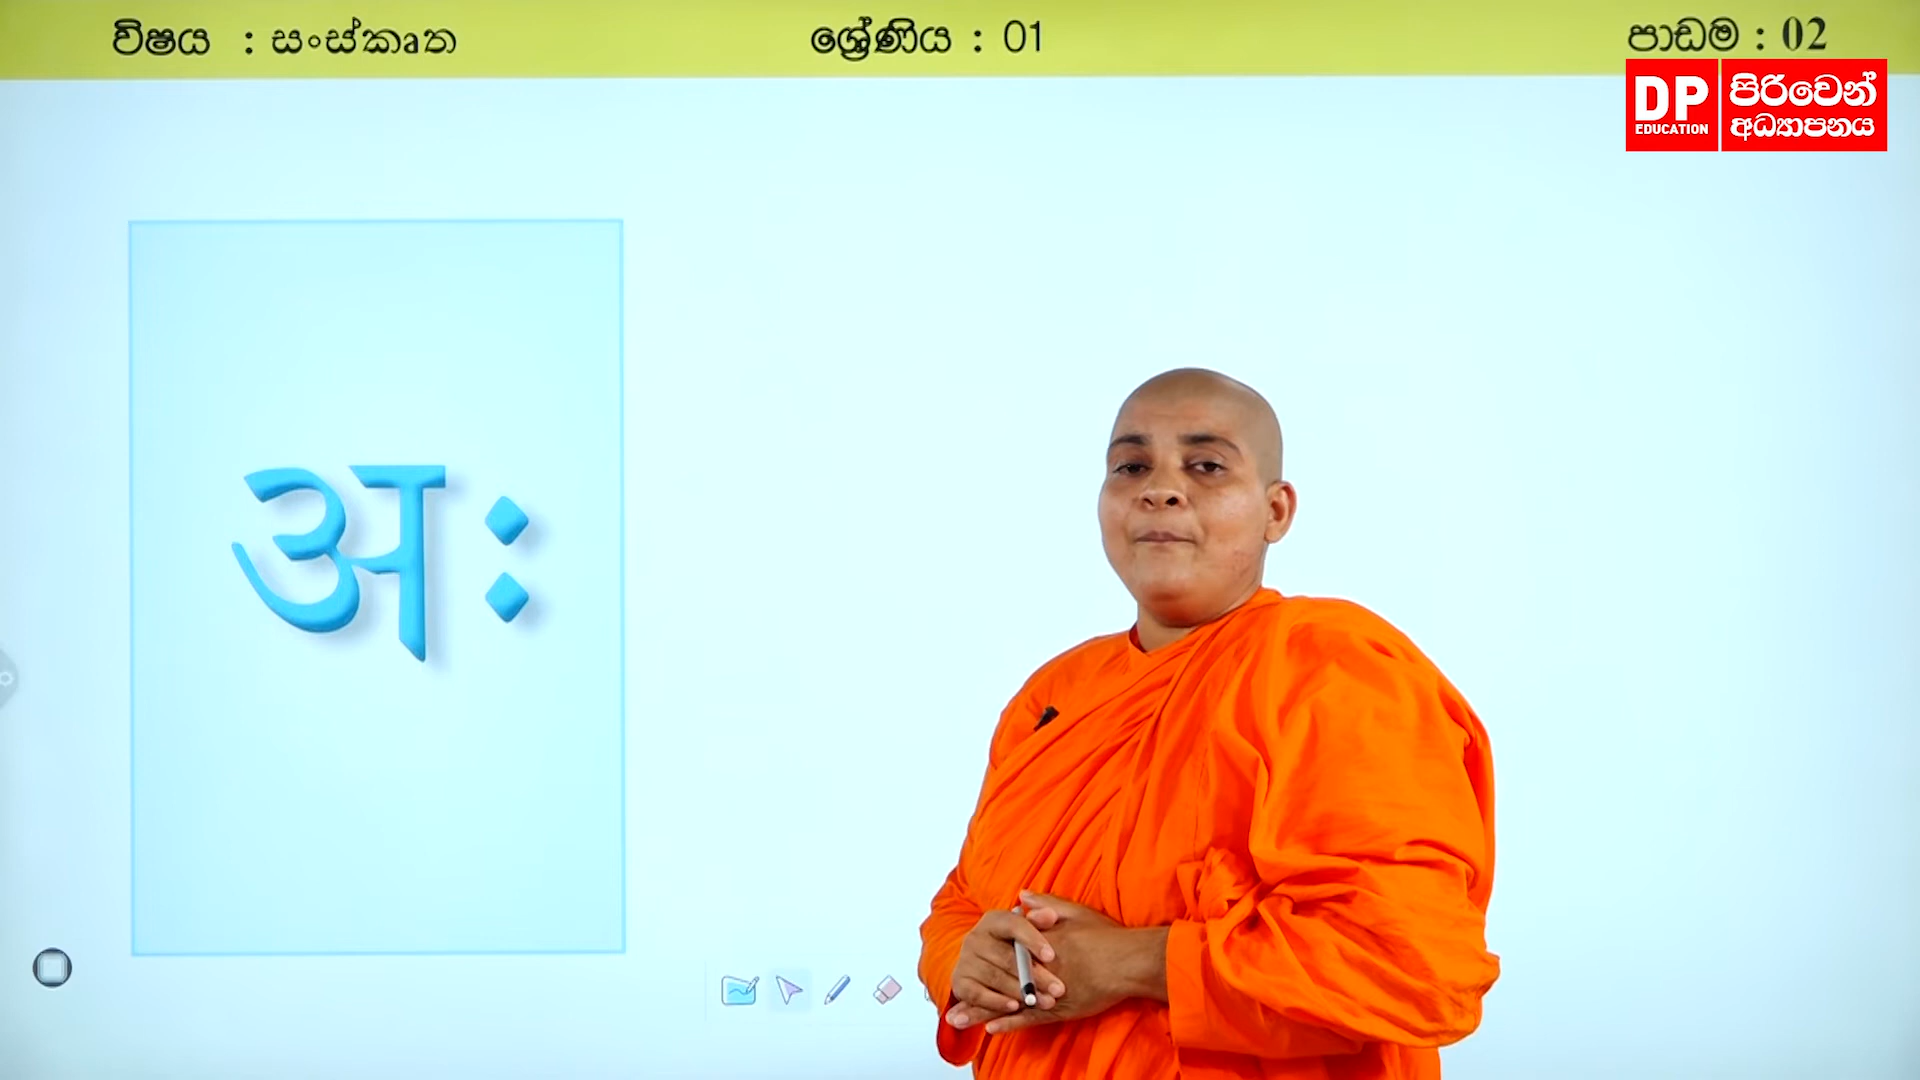 විෂය : සංස්කෘත
ශ්‍රේණිය : 01
පාඩම : 02
DP
EDUCATION
පිරිවෙන්
අධ්‍යාපනය
अः